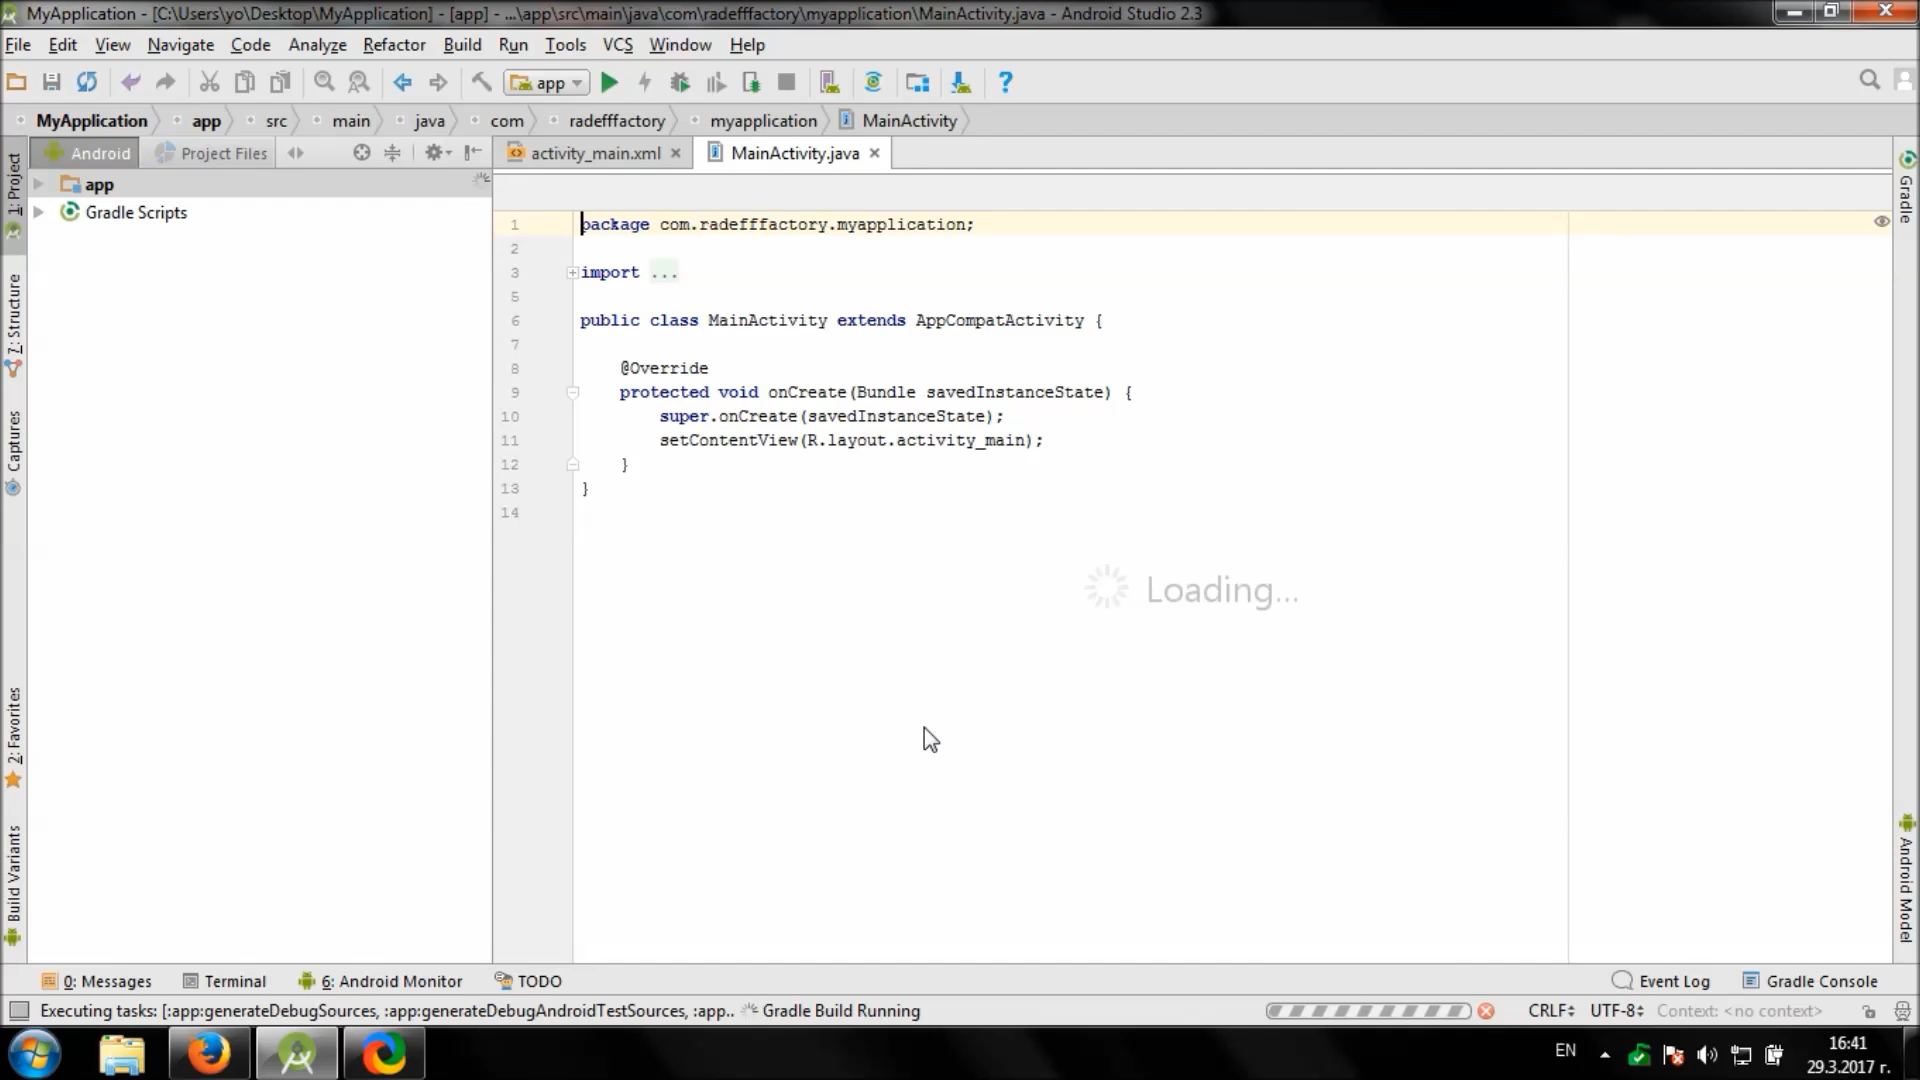 MyApplication - [C:\Users\yo\Desktop\MyApplication] - [app] - ...\app\src\main\java\com\radefffactory\myapplication\MainActivity.java - Android Studio 2.3
File Edit View Navigate Code Analyze Refactor Build Run Tools VCS Window Help
app
MyApplication app src main java com radefffactory myapplication MainActivity
Android Project Files
activity_main.xml MainActivity.java
1: Project
7: Structure
Captures
2: Favorites
Build Variants
app
Gradle Scripts
1 package com.radefffactory.myapplication;
2
3 import ...
5
6 public class MainActivity extends AppCompatActivity {
7
8 @Override
9 protected void onCreate(Bundle savedInstanceState) {
10 super.onCreate(savedInstanceState);
11 setContentView(R.layout.activity_main);
12 }
13 }
14
Loading...
Gradle
Android Model
0: Messages Terminal 6: Android Monitor TODO Event Log Gradle Console
Executing tasks: [:app:generateDebugSources, :app:generateDebugAndroidTestSources, :app.. Gradle Build Running CRLF UTF-8 Context: <no context>
EN
16:41
29.3.2017 г.